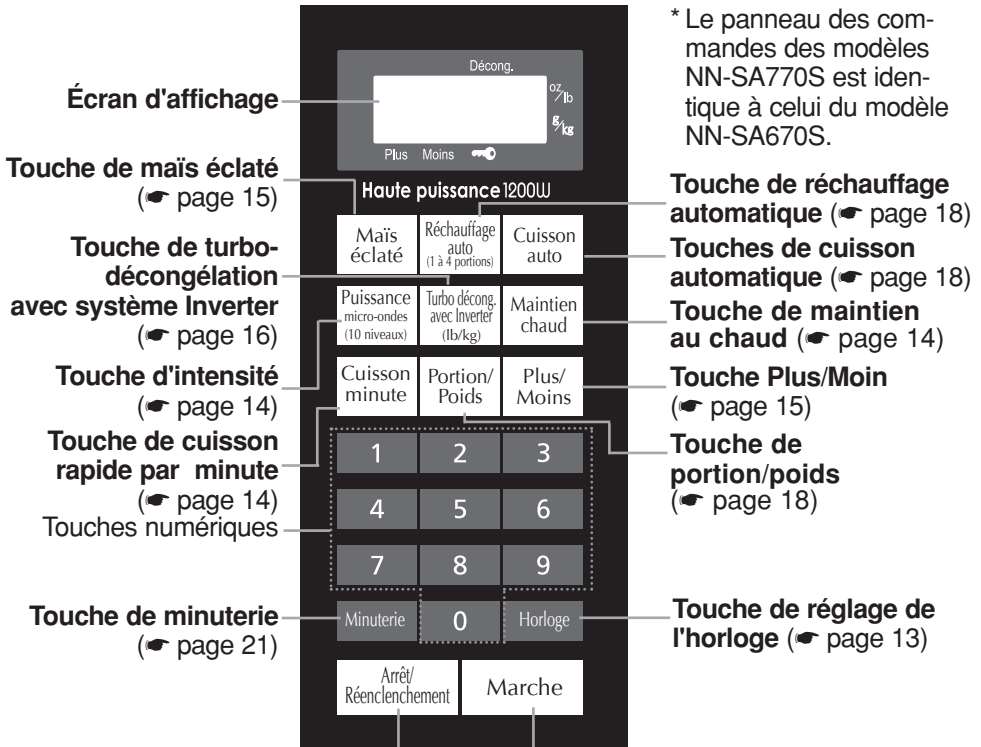 * Le panneau des com-
mandes des modèles
NN-SA770S est iden-
tique à celui du modèle
NN-SA670S.
Écran d'affichage
Touche de maïs éclaté
(☛ page 15)
Touche de turbo-
décongélation
avec système Inverter
(☛ page 16)
Touche d'intensité
(☛ page 14)
Touche de cuisson
rapide par minute
(☛ page 14)
Touches numériques
Touche de minuterie
(☛ page 21)
Décong.
oz/lb
g/kg
Plus Moins
Haute puissance 1200W
Maïs
éclaté
Réchauffage
auto
(1 à 4 portions)
Cuisson
auto
Puissance
micro-ondes
(10 niveaux)
Turbo décong.
avec Inverter
(lb/kg)
Maintien
chaud
Cuisson
minute
Portion/
Poids
Plus/
Moins
1 2 3
4 5 6
7 8 9
Minuterie 0 Horloge
Arrêt/
Réenclenchement
Marche
Touche de réchauffage
automatique (☛ page 18)
Touches de cuisson
automatique (☛ page 18)
Touche de maintien
au chaud (☛ page 14)
Touche Plus/Moin
(☛ page 15)
Touche de
portion/poids
(☛ page 18)
Touche de réglage de
l'horloge (☛ page 13)